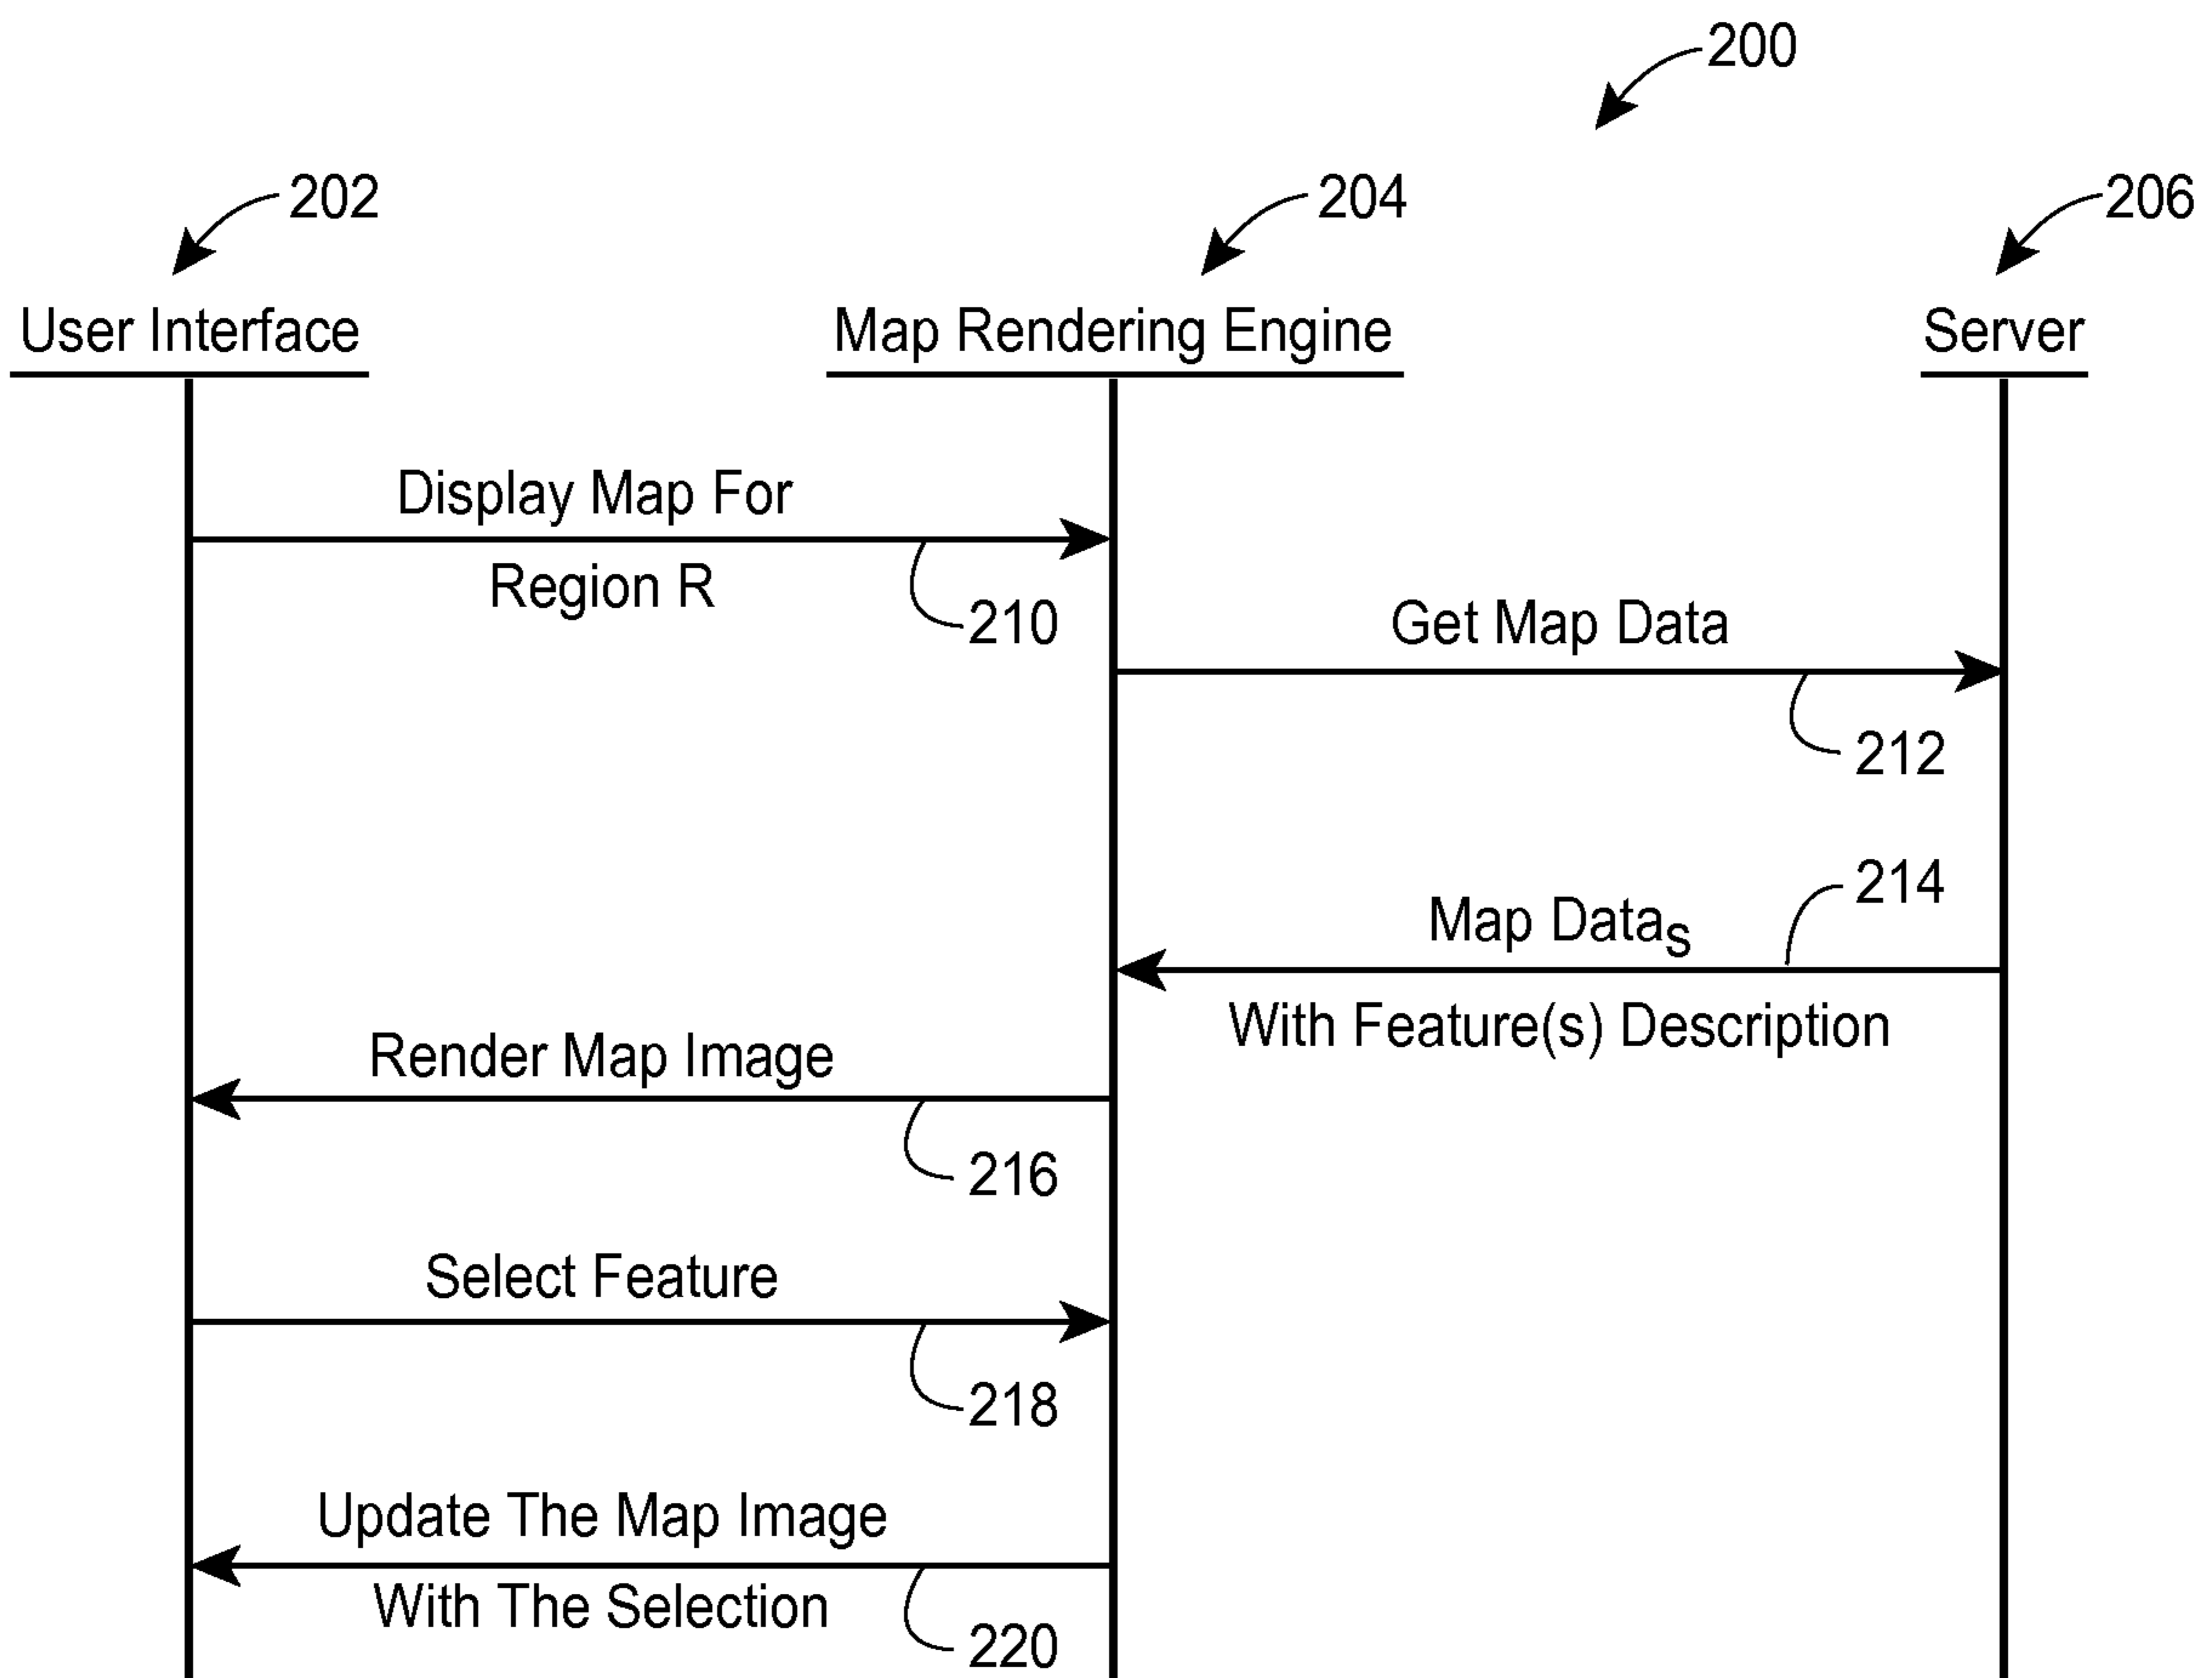 200
202
204
206
User Interface
Map Rendering Engine
Server
Display Map For
Region R
210
Get Map Data
212
214
Map Datas
With Feature(s) Description
Render Map Image
216
Select Feature
218
Update The Map Image
With The Selection
220